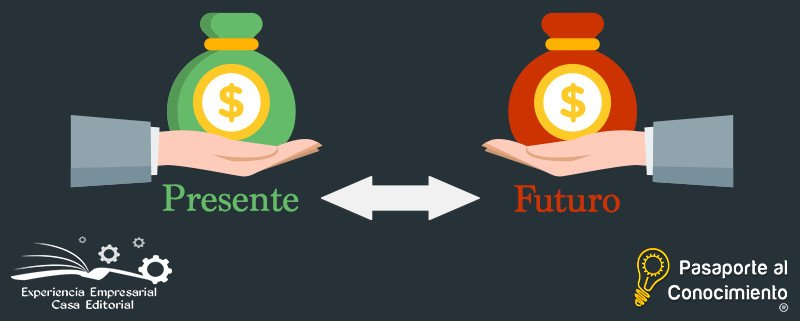 $
$
Presente
Futuro
Experiencia Empresarial
Casa Editorial
Pasaporte al
Conocimiento
®